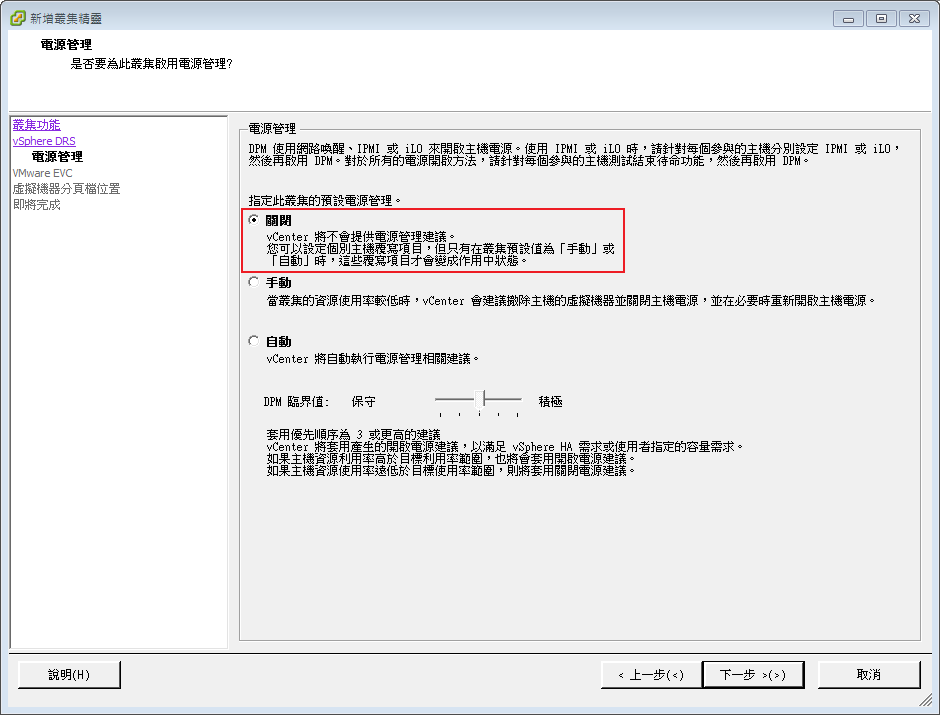 新增叢集精靈
電源管理
是否要為此叢集啟用電源管理?
叢集功能
vSphere DRS
電源管理
VMware EVC
虛擬機器分頁檔位置
即將完成
電源管理
DPM 使用網路喚醒、IPMI 或 iLO 來開啟主機電源。使用 IPMI 或 iLO 時，請針對每個參與的主機分別設定 IPMI 或 iLO，
然後再啟用 DPM。對於所有的電源開啟方法，請針對每個參與的主機測試結束待命功能，然後再啟用 DPM。
指定此叢集的預設電源管理。
關閉
vCenter 將不會提供電源管理建議。
您可以設定個別主機覆寫項目，但只有在叢集預設值為「手動」或
「自動」時，這些覆寫項目才會變成作用中狀態。
手動
當叢集的資源使用率較低時，vCenter 會建議撤除主機的虛擬機器並關閉主機電源，並在必要時重新開啟主機電源。
自動
vCenter 將自動執行電源管理相關建議。
DPM 臨界值: 保守 積極
套用優先順序為 3 或更高的建議
vCenter 將套用產生的開啟電源建議，以滿足 vSphere HA 需求或使用者指定的容量需求。
如果主機資源利用率高於目標利用率範圍，也將會套用開啟電源建議。
如果主機資源使用率遠低於目標使用率範圍，則將套用關閉電源建議。
說明(H) < 上一步(<) 下一步 >(>) 取消